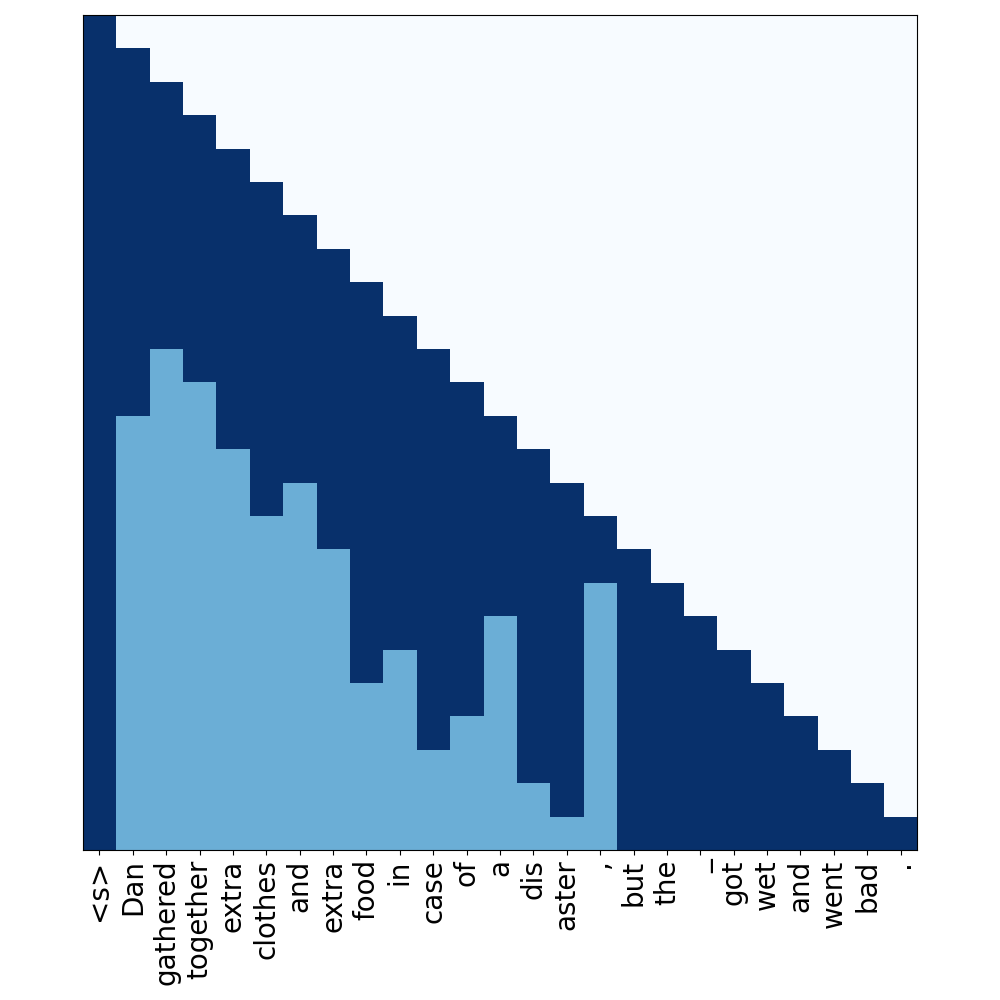 <s> Dan gathered together extra clothes and extra food in case of a dis aster , but the _ got wet and went bad .